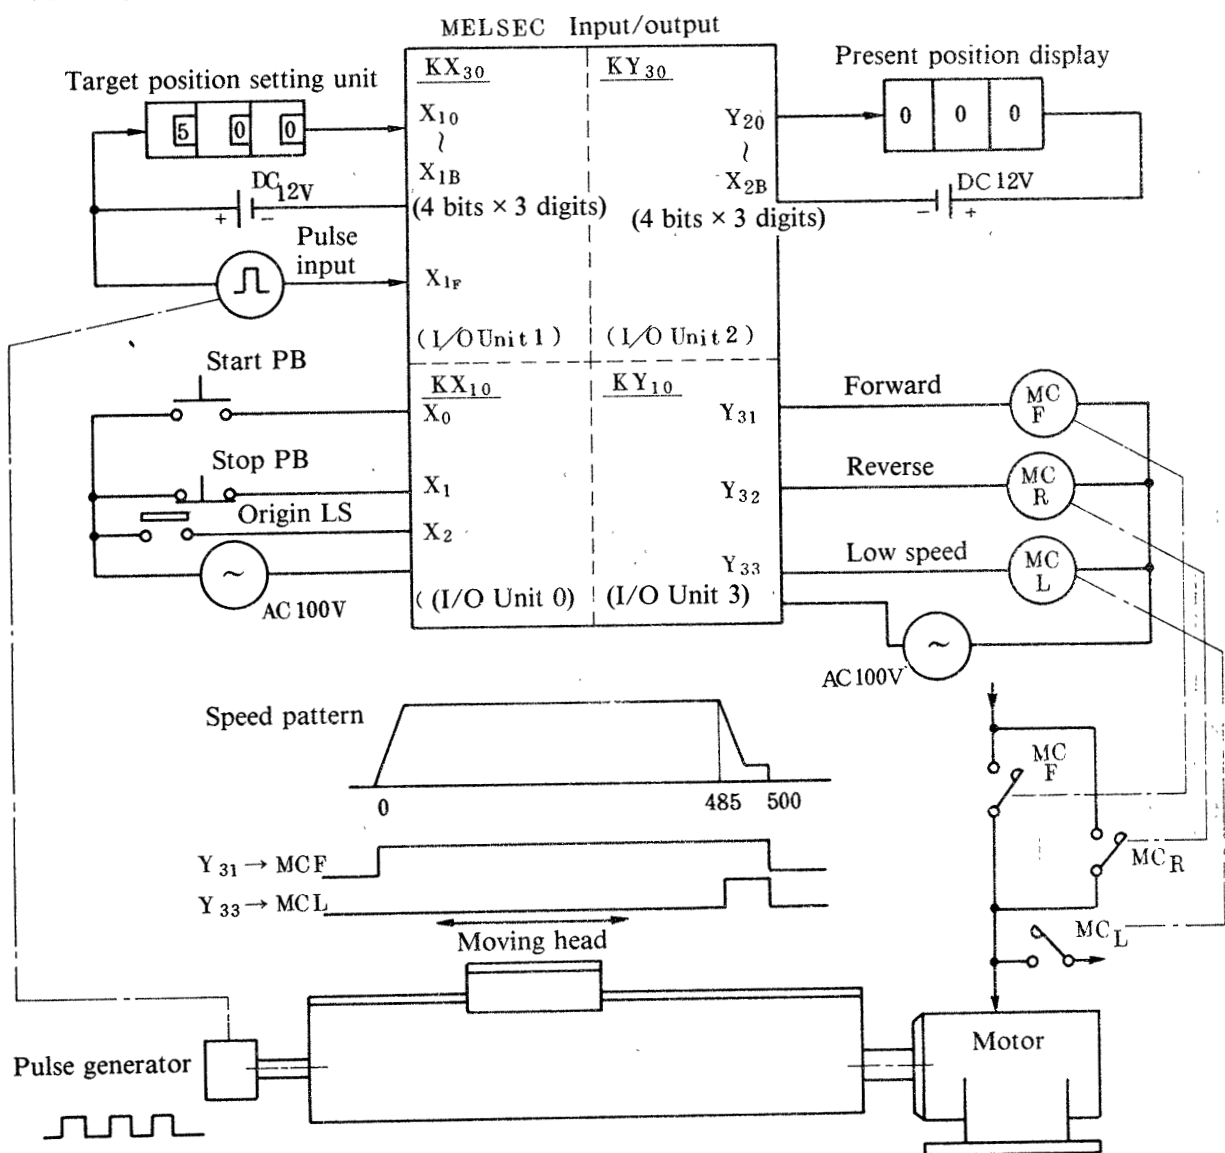 MELSEC Input/output
Target position setting unit
KX30
KY30
Present position display
5 0 0
X10
~
X1B
(4 bits × 3 digits)
Y20
~
X2B
(4 bits × 3 digits)
0 0 0
DC 12V
+ -
DC 12V
- +
Pulse input
X1F
(I/O Unit 1)
(I/O Unit 2)
Start PB
KX10
X0
KY10
Y31
Forward
MC F
Stop PB
X1
Y32
Reverse
MC R
Origin LS
X2
Y33
Low speed
MC L
~
AC 100V
(I/O Unit 0)
(I/O Unit 3)
~
AC 100V
Speed pattern
0
485
500
MC F
Y31 → MCF
MCR
Y33 → MCL
MCL
Moving head
Pulse generator
Motor